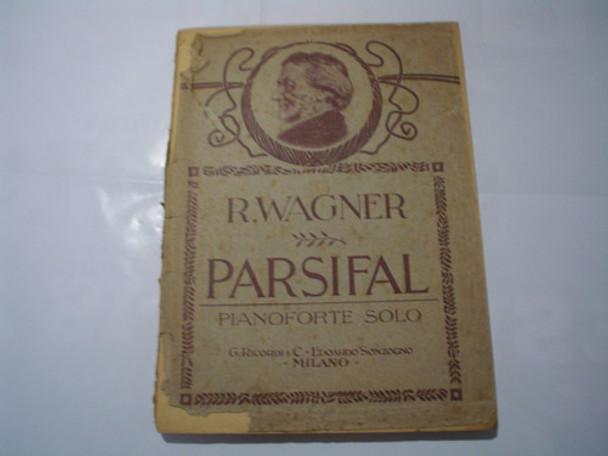 R. WAGNER
PARSIFAL
PIANOFORTE SOLO
G. RICORDI & C. - EDOARDO SONZOGNO
- MILANO -